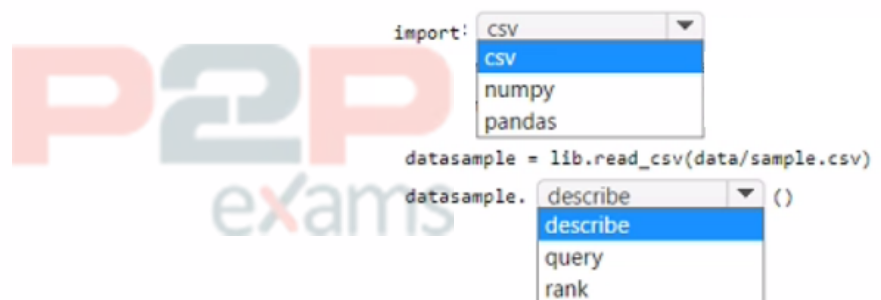 import: csv
csv
numpy
pandas
datasample = lib.read_csv(data/sample.csv)
datasample. describe ()
describe
query
rank
P2P
exams